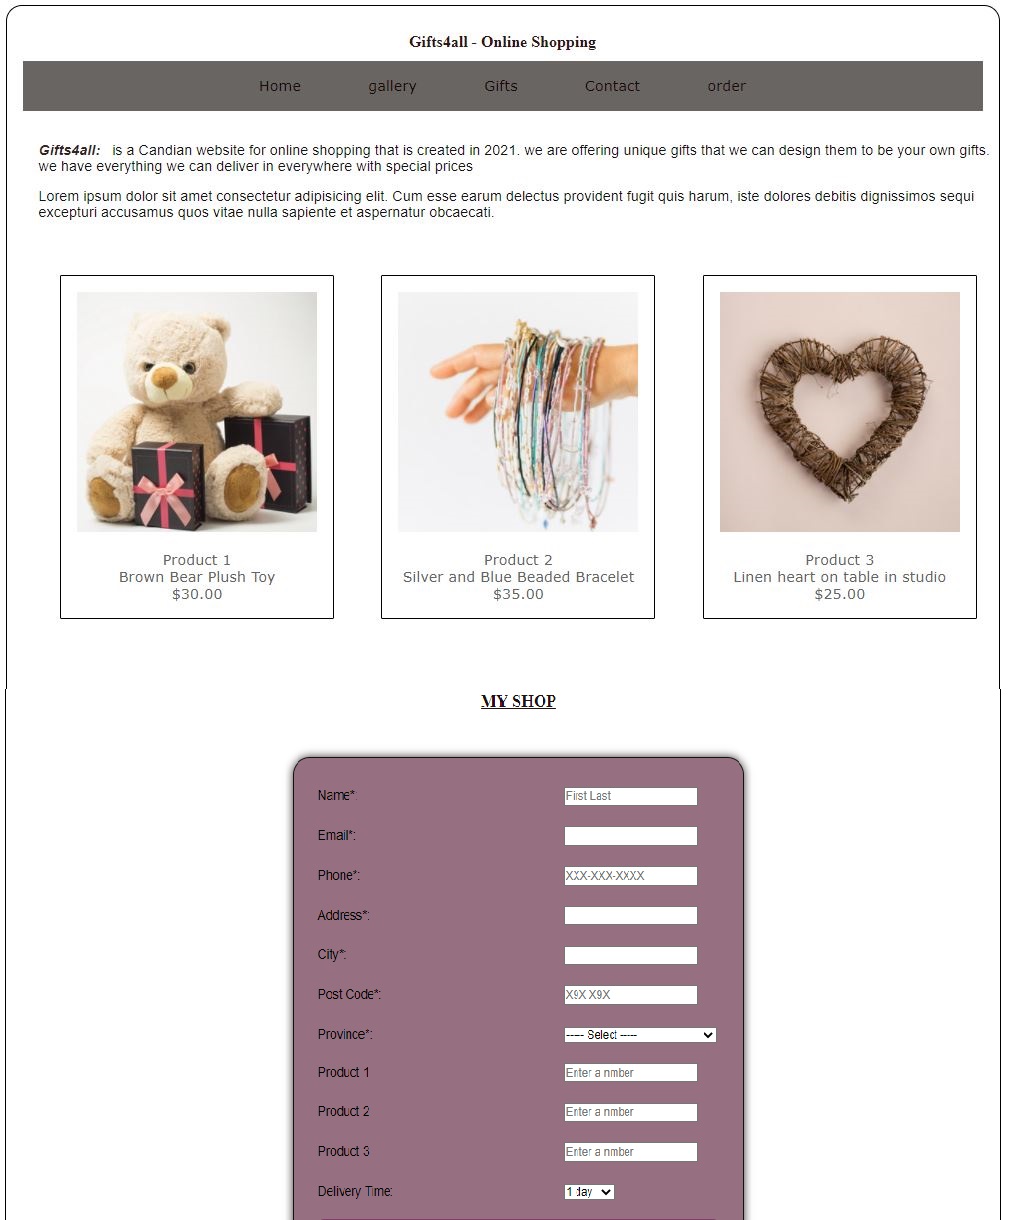 Gifts4all - Online Shopping
Home gallery Gifts Contact order
Gifts4all: is a Candian website for online shopping that is created in 2021. we are offering unique gifts that we can design them to be your own gifts.
we have everything we can deliver in everywhere with special prices
Lorem ipsum dolor sit amet consectetur adipisicing elit. Cum esse earum delectus provident fugit quis harum, iste dolores debitis dignissimos sequi
excepturi accusamus quos vitae nulla sapiente et aspernatur obcaecati.
Product 1
Brown Bear Plush Toy
$30.00
Product 2
Silver and Blue Beaded Bracelet
$35.00
Product 3
Linen heart on table in studio
$25.00
MY SHOP
Name*: First Last
Email*:
Phone*: XXX-XXX-XXXX
Address*:
City*:
Post Code*: X9X X9X
Province*: ----- Select -----
Product 1 Enter a nmber
Product 2 Enter a nmber
Product 3 Enter a nmber
Delivery Time: 1 day